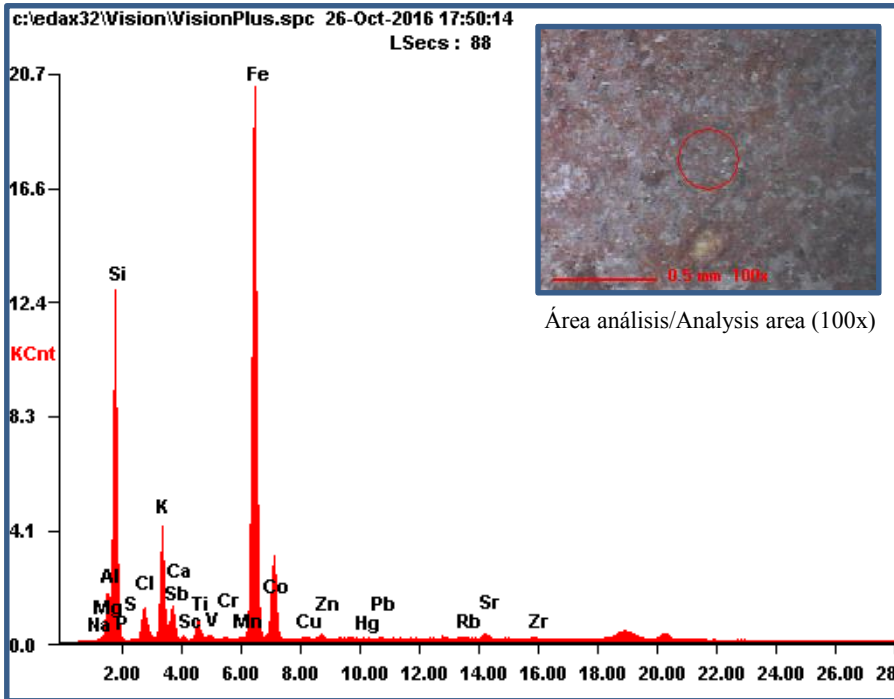 c:\edax32\Vision\VisionPlus.spc 26-Oct-2016 17:50:14
LSecs : 88
20.7
16.6
12.4
KCnt
8.3
4.1
0.0
Fe
Si
K
Al
Cl
Ca
Mg
S
Sb
Na
P
Sc
Ti
V
Cr
Mn
Co
Cu
Zn
Hg
Pb
Rb
Sr
Zr
2.00 4.00 6.00 8.00 10.00 12.00 14.00 16.00 18.00 20.00 22.00 24.00 26.00 28
0.5 mm 100x
Área análisis/Analysis area (100x)